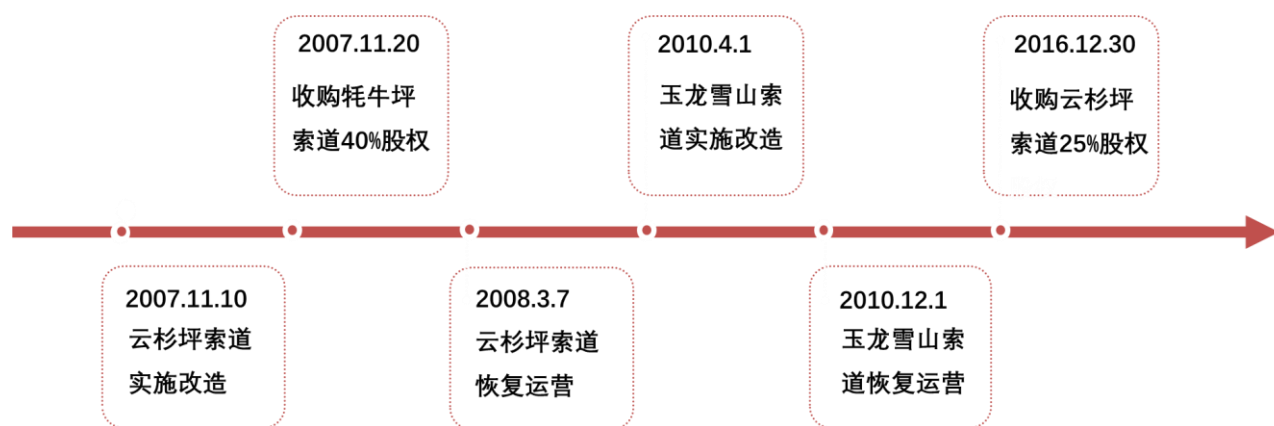 2007.11.20
收购牦牛坪
索道40%股权
2010.4.1
玉龙雪山索
道实施改造
2016.12.30
收购云杉坪
索道25%股权
2007.11.10
云杉坪索道
实施改造
2008.3.7
云杉坪索道
恢复运营
2010.12.1
玉龙雪山索
道恢复运营